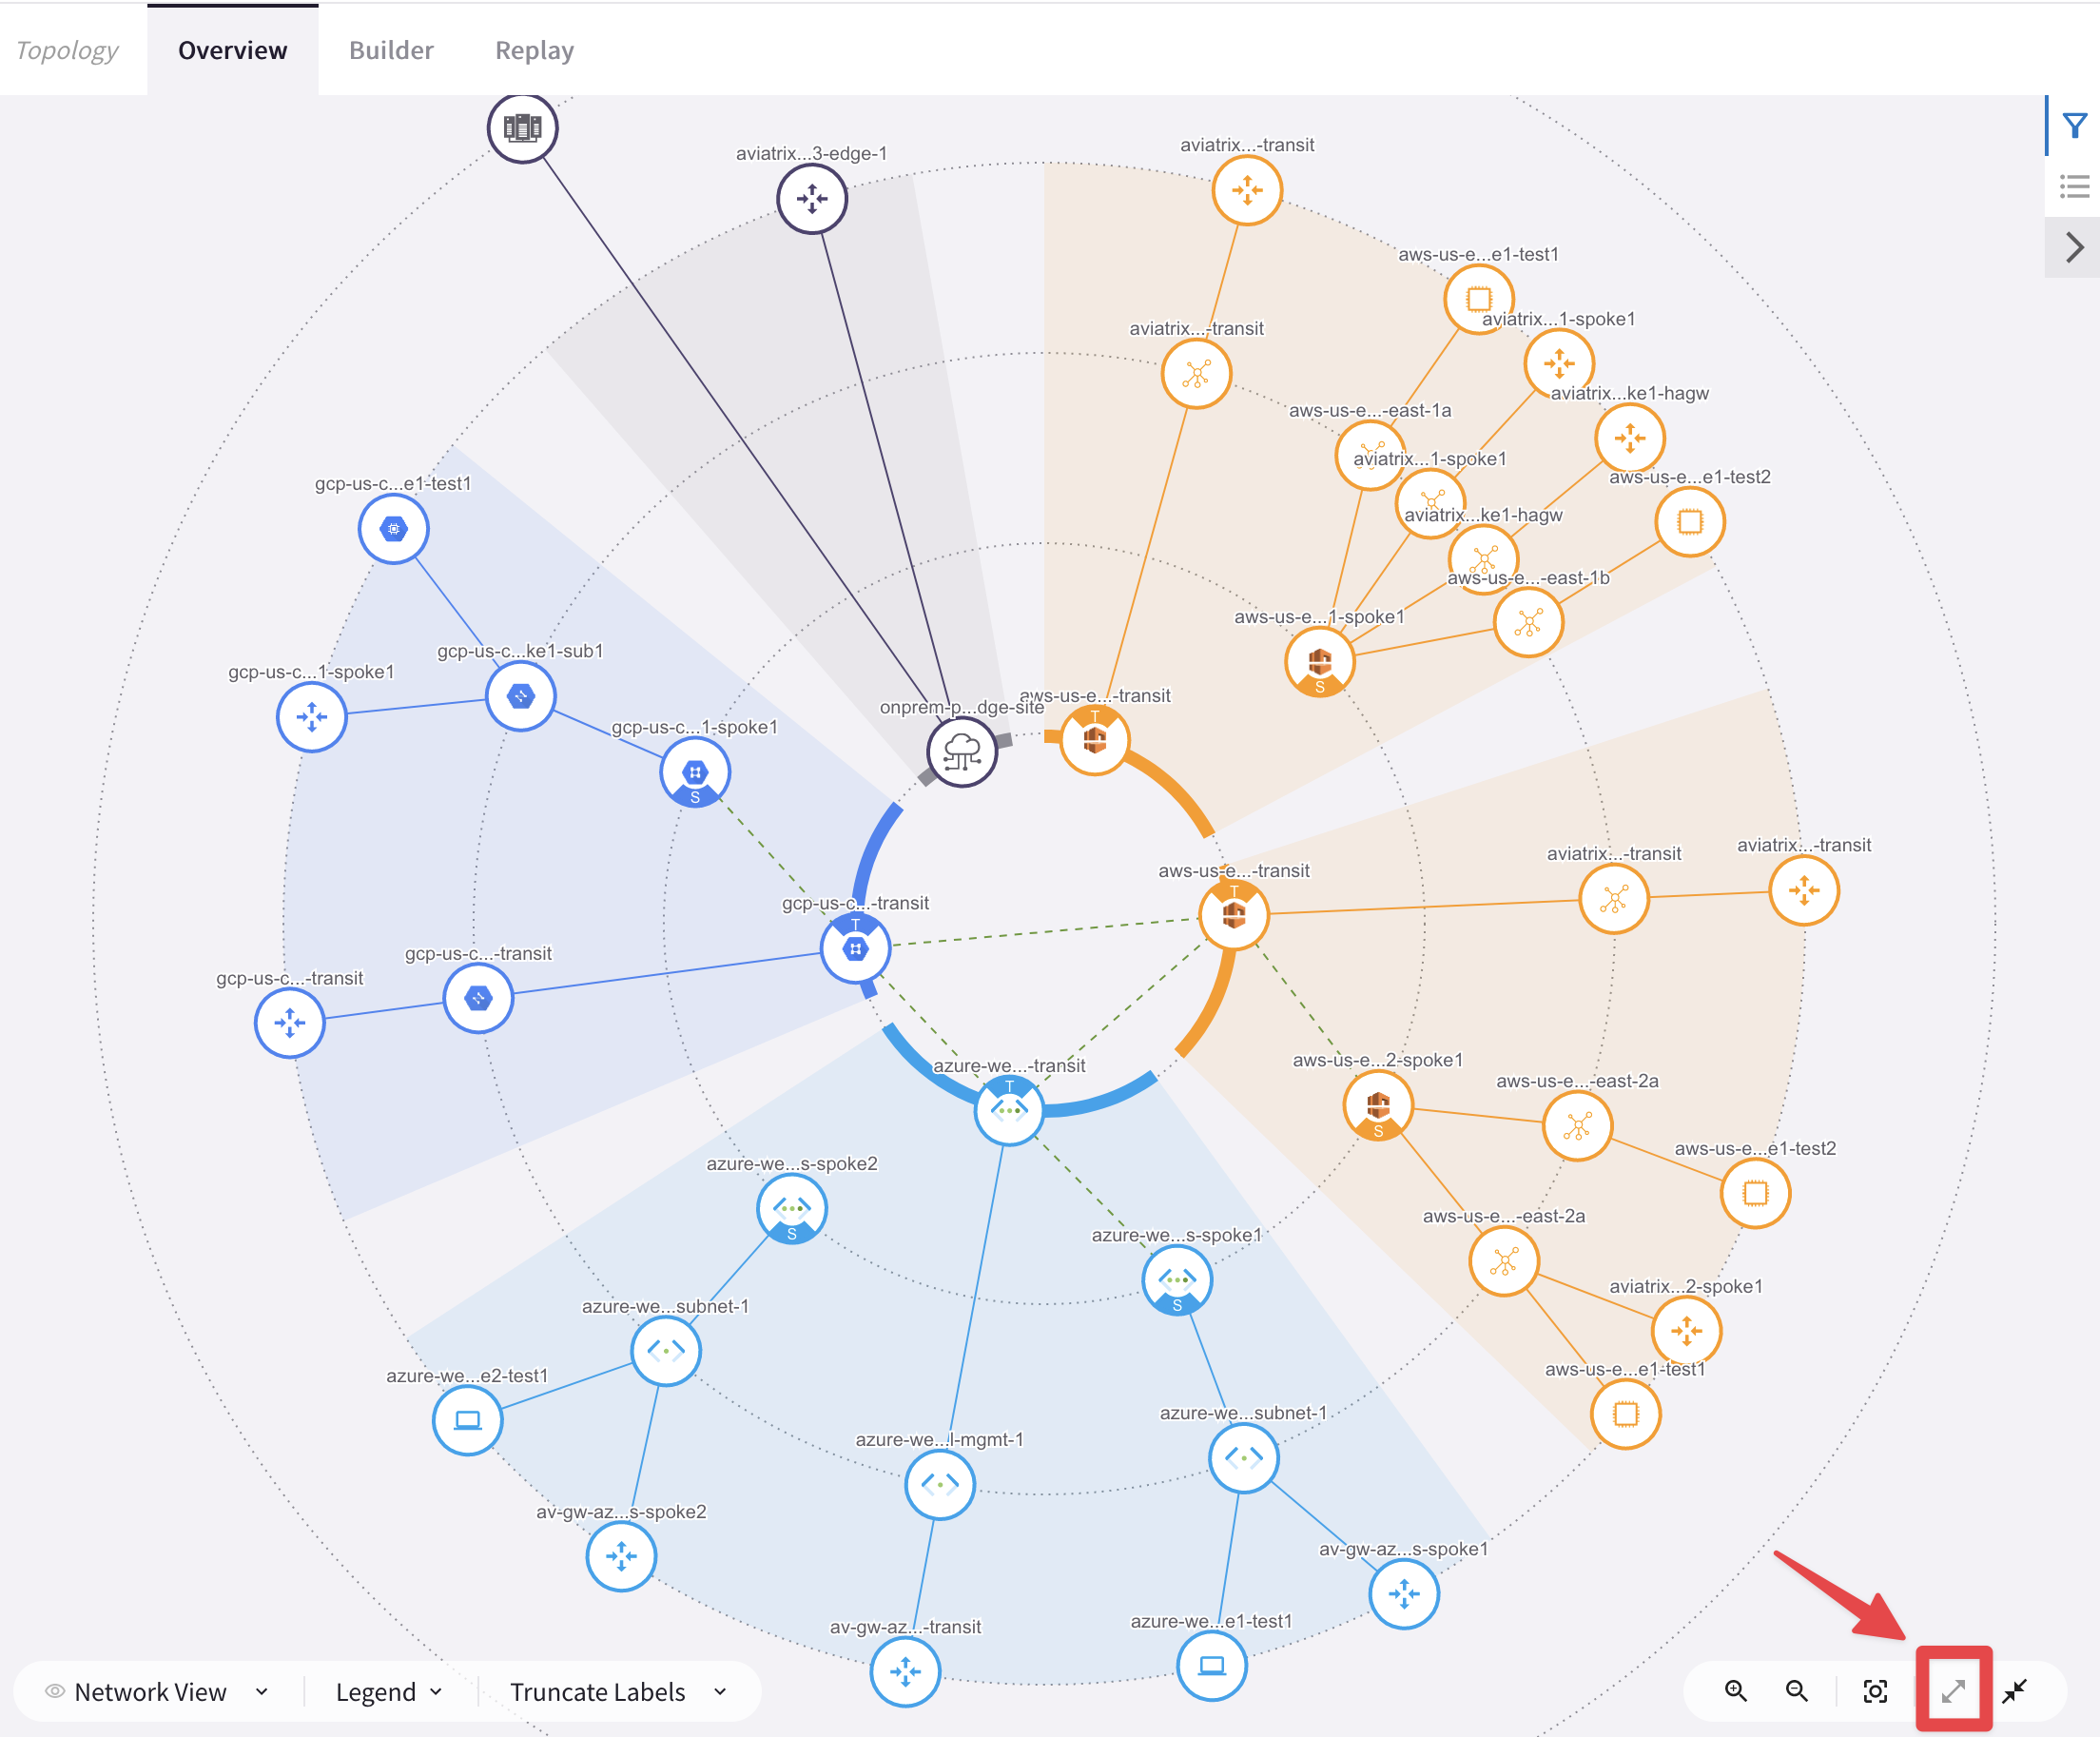 Topology
Overview
Builder
Replay
aviatrix...3-edge-1
aviatrix...-transit
aws-us-e...e1-test1
aviatrix...1-spoke1
aviatrix...-transit
aviatrix...ke1-hagw
aws-us-e...-east-1a
aviatrix...1-spoke1
aws-us-e...e1-test2
gcp-us-c...e1-test1
aviatrix...ke1-hagw
aws-us-e...-east-1b
aws-us-e...1-spoke1
gcp-us-c...ke1-sub1
gcp-us-c...1-spoke1
S
aws-us-e...-transit
onprem-p...dge-site
T
gcp-us-c...1-spoke1
S
aviatrix...-transit
aviatrix...-transit
aws-us-e...-transit
T
gcp-us-c...-transit
T
gcp-us-c...-transit
gcp-us-c...-transit
azure-we...-transit
T
aws-us-e...2-spoke1
S
aws-us-e...-east-2a
aws-us-e...e1-test2
azure-we...s-spoke2
S
aws-us-e...-east-2a
azure-we...s-spoke1
S
aviatrix...2-spoke1
azure-we...subnet-1
aws-us-e...e1-test1
azure-we...e2-test1
azure-we...subnet-1
azure-we...l-mgmt-1
av-gw-az...s-spoke2
av-gw-az...s-spoke1
azure-we...e1-test1
av-gw-az...-transit
Network View
Legend
Truncate Labels